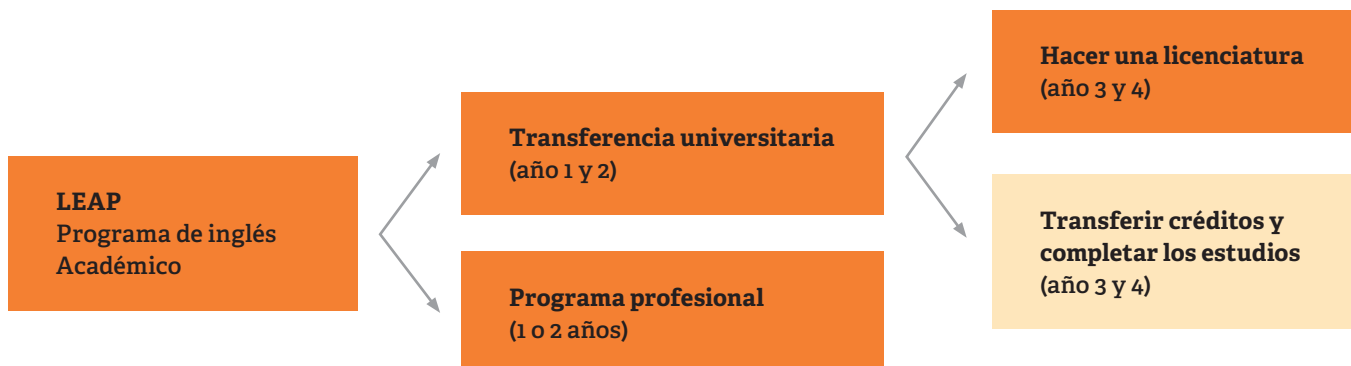 LEAP
Programa de inglés
Académico
Transferencia universitaria
(año 1 y 2)
Programa profesional
(1 o 2 años)
Hacer una licenciatura
(año 3 y 4)
Transferir créditos y
completar los estudios
(año 3 y 4)